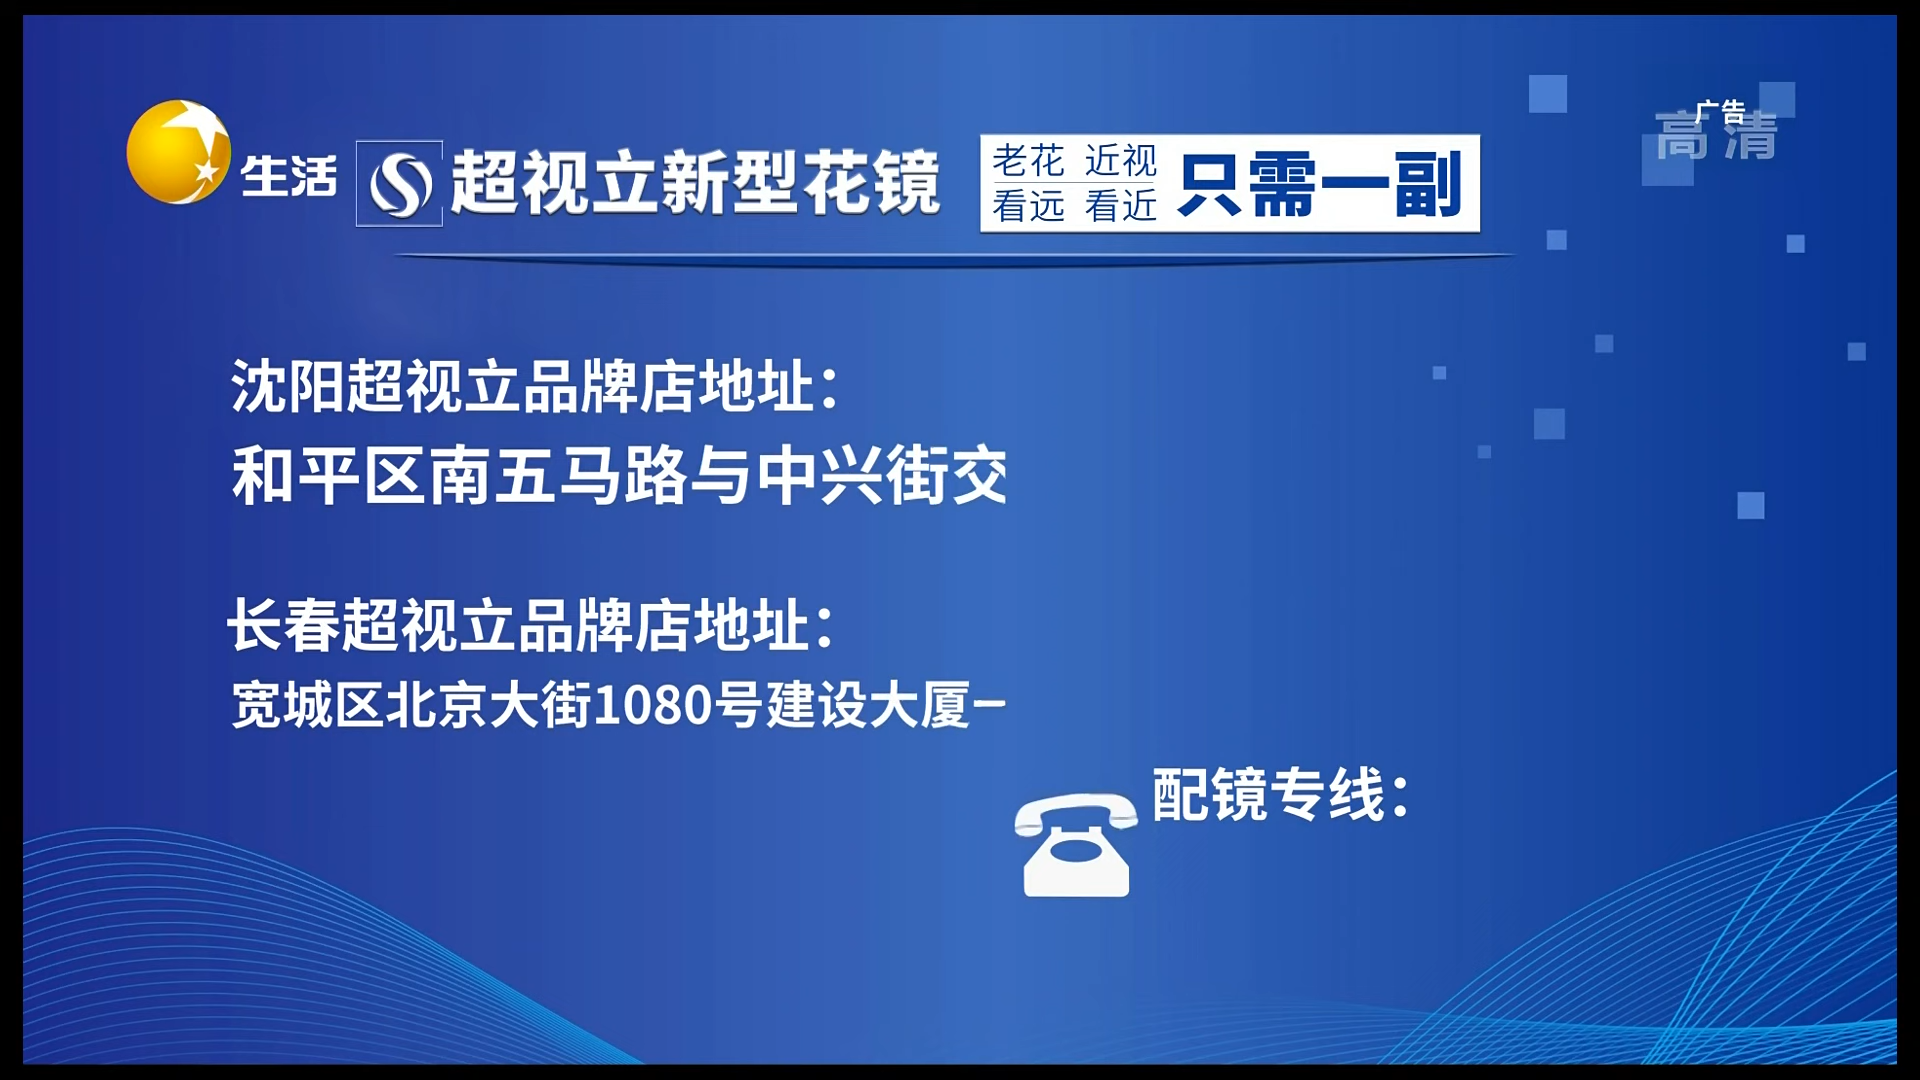 广告
高清
生活
超视立新型花镜
老花 近视
看远 看近
只需一副
沈阳超视立品牌店地址：
和平区南五马路与中兴街交
长春超视立品牌店地址：
宽城区北京大街1080号建设大厦一
配镜专线：